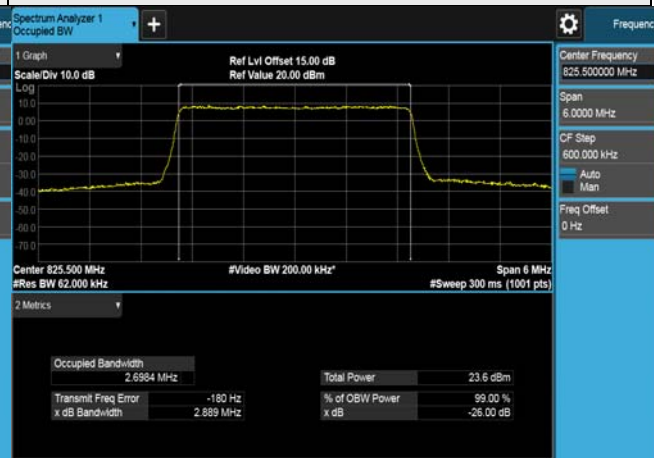 Spectrum Analyzer 1
Occupied BW
+
Frequenc
1 Graph
Scale/Div 10.0 dB
Ref Lvl Offset 15.00 dB
Ref Value 20.00 dBm
Log
10.0
0.00
-10.0
-20.0
-30.0
-40.0
-50.0
-60.0
-70.0
Center 825.500 MHz
#Video BW 200.00 kHz*
Span 6 MHz
#Res BW 62.000 kHz
#Sweep 300 ms (1001 pts)
2 Metrics
Occupied Bandwidth
2.6984 MHz
Total Power 23.6 dBm
Transmit Freq Error -180 Hz
% of OBW Power 99.00 %
x dB Bandwidth 2.889 MHz
x dB -26.00 dB
Center Frequency
825.500000 MHz
Span
6.0000 MHz
CF Step
600.000 kHz
Auto
Man
Freq Offset
0 Hz